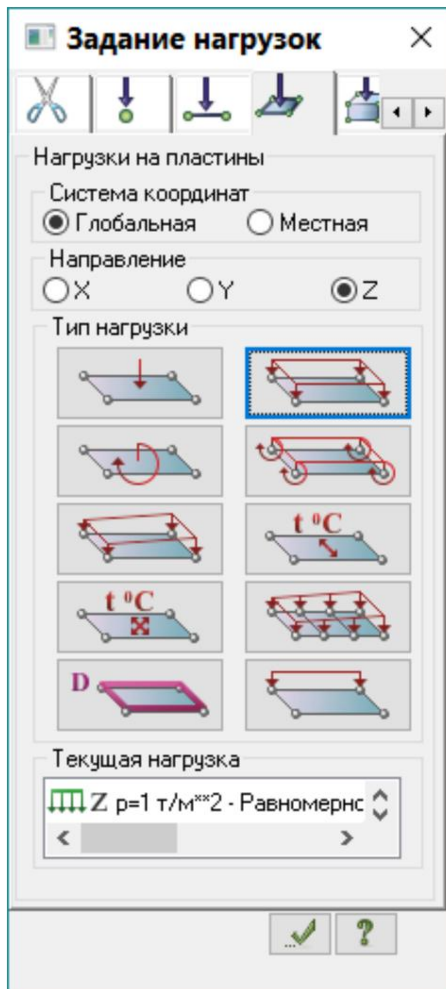 Задание нагрузок
Нагрузки на пластины
Система координат
Глобальная Местная
Направление
X Y Z
Тип нагрузки
t °C
t °C
D
Текущая нагрузка
Z p=1 т/м**2 - Равномерно
?